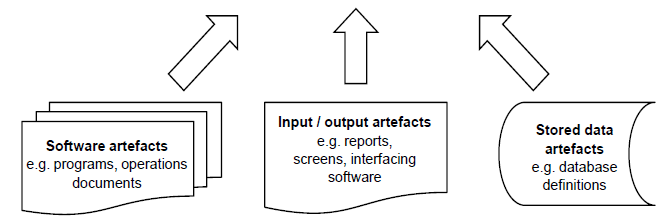 Software artefacts
e.g. programs, operations
documents
Input / output artefacts
e.g. reports,
screens, interfacing
software
Stored data
artefacts
e.g. database
definitions